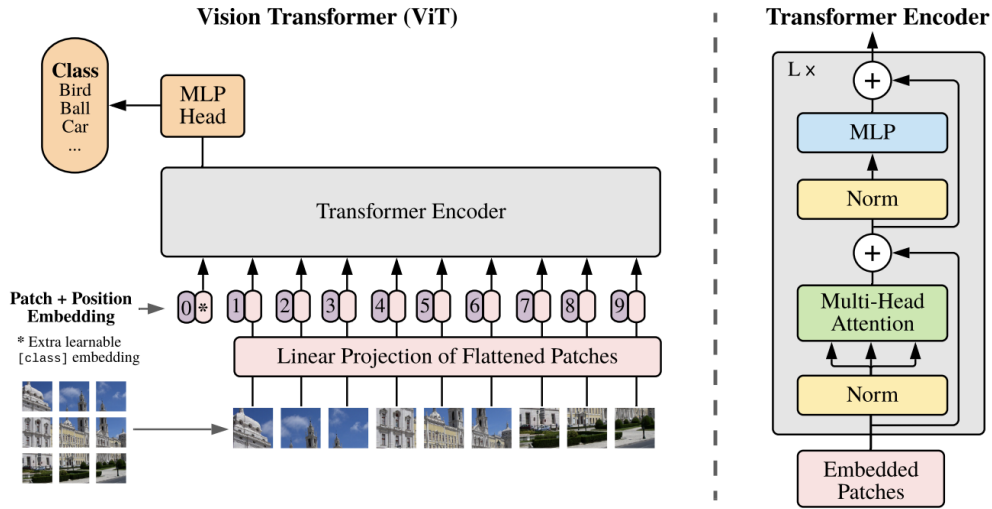 Vision Transformer (ViT)
Class
Bird
Ball
Car
...
MLP
Head
Transformer Encoder
Patch + Position
Embedding
0 * 1 2 3 4 5 6 7 8 9
* Extra learnable
[class] embedding
Linear Projection of Flattened Patches
Transformer Encoder
L ×
+
MLP
Norm
+
Multi-Head
Attention
Norm
Embedded
Patches